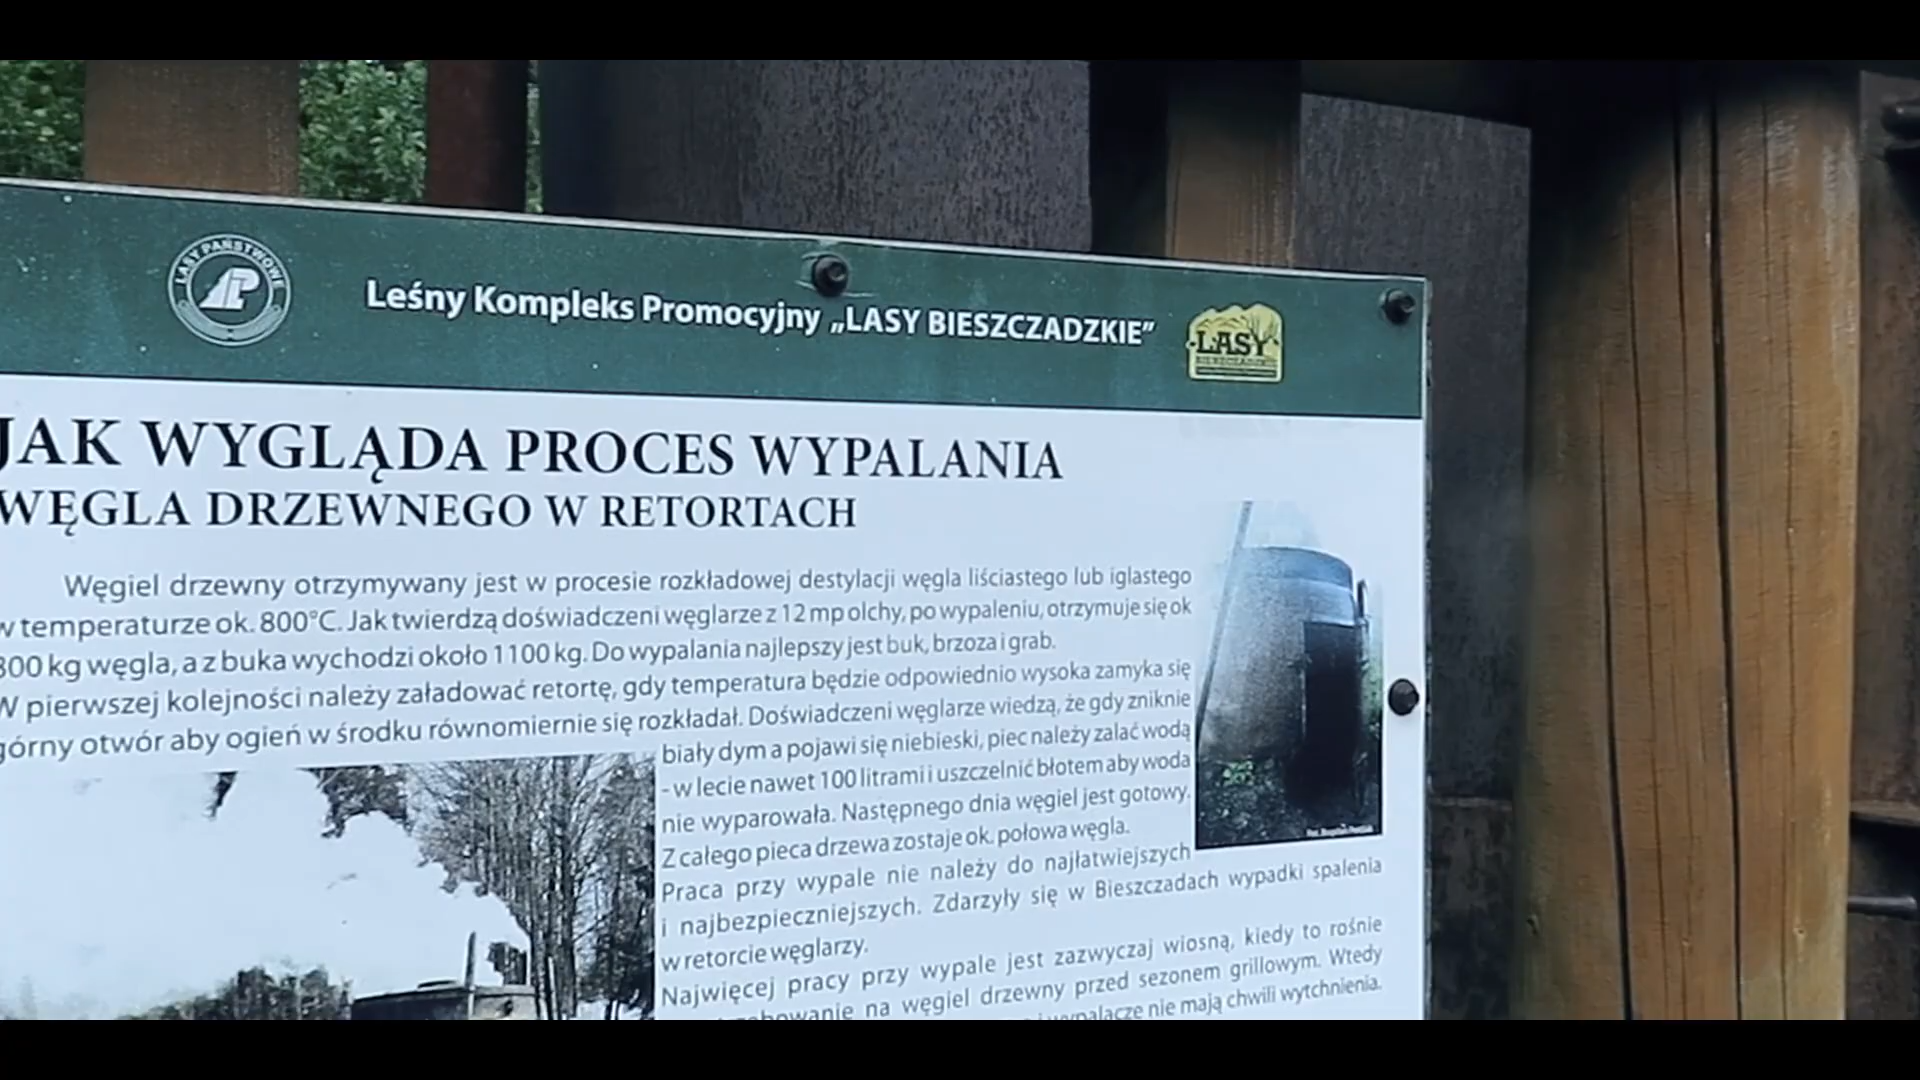 LASY PAŃSTWOWE
Leśny Kompleks Promocyjny „LASY BIESZCZADZKIE”
LASY
JAK WYGLĄDA PROCES WYPALANIA
WĘGLA DRZEWNEGO W RETORTACH
Węgiel drzewny otrzymywany jest w procesie rozkładowej destylacji węgla liściastego lub iglastego
w temperaturze ok. 800°C. Jak twierdzą doświadczeni węglarze z 12 mp olchy, po wypaleniu, otrzymuje się ok
800 kg węgla, a z buka wychodzi około 1100 kg. Do wypalania najlepszy jest buk, brzoza i grab.
W pierwszej kolejności należy załadować retortę, gdy temperatura będzie odpowiednio wysoka zamyka się
górny otwór aby ogień w środku równomiernie się rozkładał. Doświadczeni węglarze wiedzą, że gdy zniknie
biały dym a pojawi się niebieski, piec należy zalać wodą
- w lecie nawet 100 litrami i uszczelnić błotem aby woda
nie wyparowała. Następnego dnia węgiel jest gotowy.
Z całego pieca drzewa zostaje ok. połowa węgla.
Praca przy wypale nie należy do najłatwiejszych
i najbezpieczniejszych. Zdarzyły się w Bieszczadach wypadki spalenia
w retorcie węglarzy.
Najwięcej pracy przy wypale jest zazwyczaj wiosną, kiedy to rośnie
na węgiel drzewny przed sezonem grillowym. Wtedy
wypalacze nie mają chwili wytchnienia.